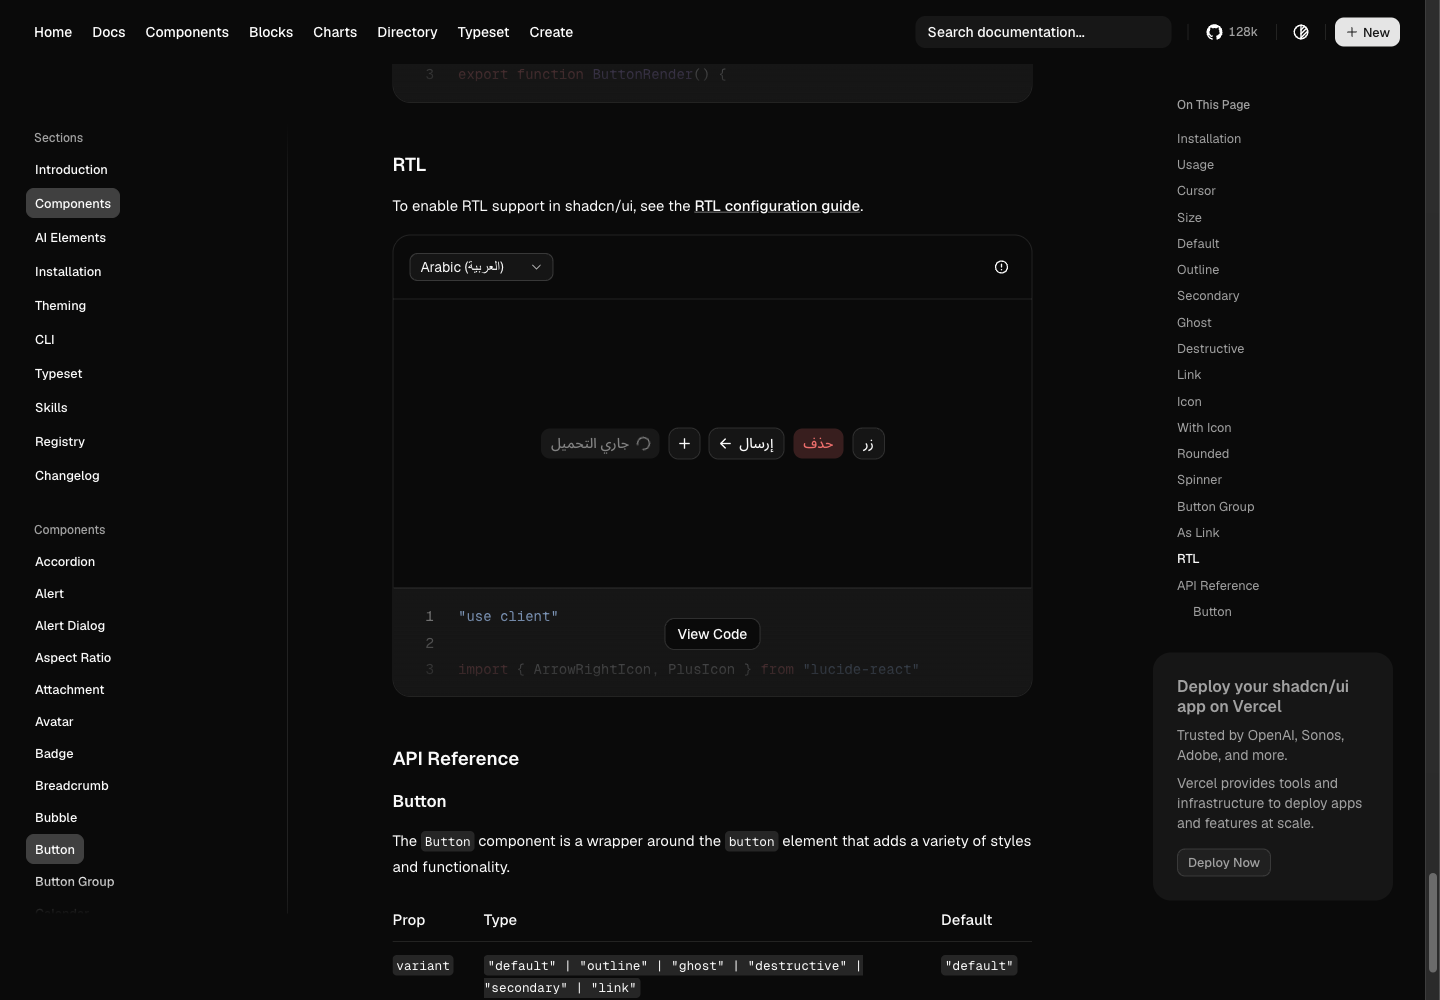 Home Docs Components Blocks Charts Directory Typeset Create
Search documentation...
128k
New
Sections
Introduction
Components
AI Elements
Installation
Theming
CLI
Typeset
Skills
Registry
Changelog
Components
Accordion
Alert
Alert Dialog
Aspect Ratio
Attachment
Avatar
Badge
Breadcrumb
Bubble
Button
Button Group
Calendar
3 export function ButtonRender() {
RTL
To enable RTL support in shadcn/ui, see the RTL configuration guide.
Arabic (العربية)
زر
حذف
إرسال ←
+
جاري التحميل
1 "use client"
2
View Code
3 import { ArrowRightIcon, PlusIcon } from "lucide-react"
API Reference
Button
The Button component is a wrapper around the button element that adds a variety of styles
and functionality.
Prop Type Default
variant "default" | "outline" | "ghost" | "destructive" | "default"
"secondary" | "link"
On This Page
Installation
Usage
Cursor
Size
Default
Outline
Secondary
Ghost
Destructive
Link
Icon
With Icon
Rounded
Spinner
Button Group
As Link
RTL
API Reference
Button
Deploy your shadcn/ui
app on Vercel
Trusted by OpenAI, Sonos,
Adobe, and more.
Vercel provides tools and
infrastructure to deploy apps
and features at scale.
Deploy Now